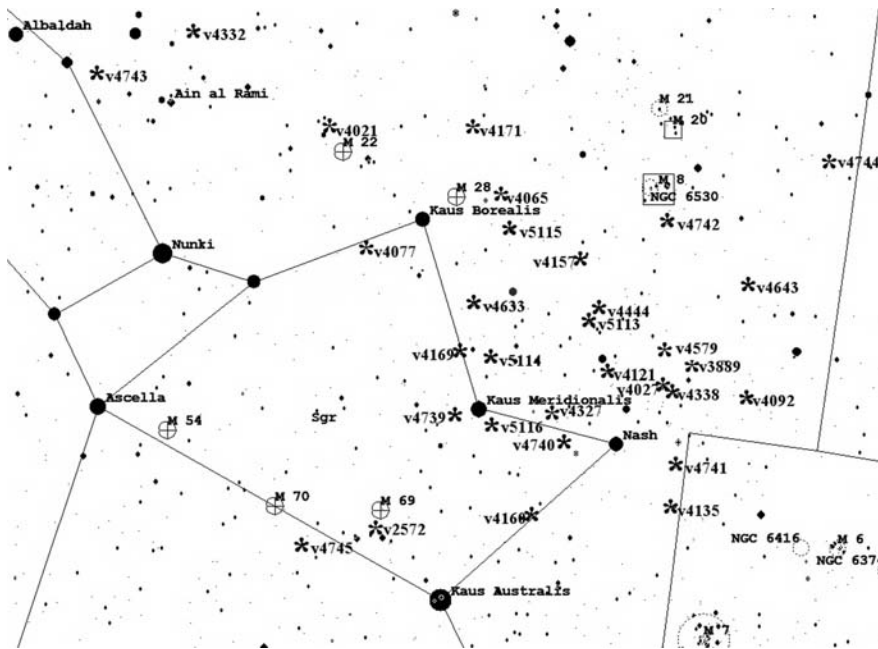 Albaldah
v4332
v4743
Ain al Rami
M 21
M 20
v4021
M 22
v4171
v4744
M 28
v4065
M 8
NGC 6530
Kaus Borealis
v5115
v4742
Nunki
v4077
v4157
v4643
v4633
v4444
v5113
v4169
v5114
v4579
v3889
v4121
v4027
v4338
v4092
Ascella
Sgr
Kaus Meridionalis
v4739
v4327
M 54
v5116
v4740
Nash
v4741
M 70
M 69
v4160
v4135
v2572
v4745
NGC 6416
M 6
NGC 637
Kaus Australis
M 7